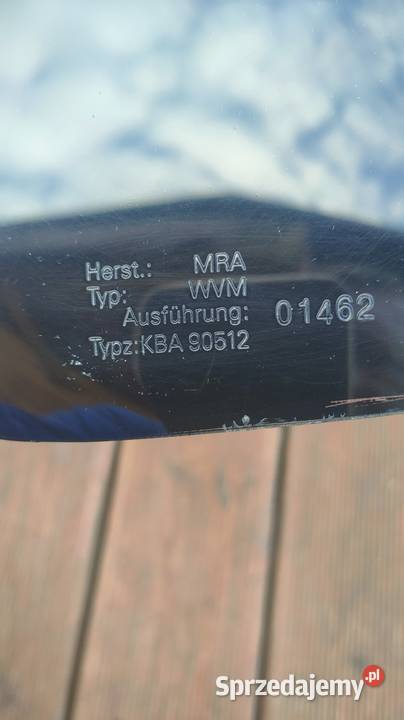 Herst.: MRA
Typ: WVM
Ausführung: 01462
Typz: KBA 90512
Sprzedajemy.pl